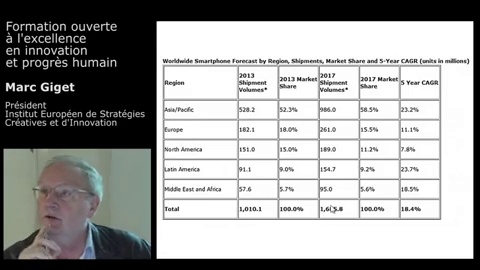 Formation ouverte
à l'excellence
en innovation
et progrès humain
Marc Giget
Président
Institut Européen de Stratégies
Créatives et d'Innovation
Worldwide Smartphone Forecast by Region, Shipments, Market Share and 5-Year CAGR (units in millions)
Region 2013 Shipment Volumes* 2013 Market Share 2017 Shipment Volumes* 2017 Market Share 5 Year CAGR
Asia/Pacific 528.2 52.3% 986.0 58.5% 23.2%
Europe 182.1 18.0% 261.0 15.5% 11.1%
North America 151.0 15.0% 189.0 11.2% 7.8%
Latin America 91.1 9.0% 154.7 9.2% 23.7%
Middle East and Africa 57.6 5.7% 95.0 5.6% 18.5%
Total 1,010.1 100.0% 100.0% 18.4%